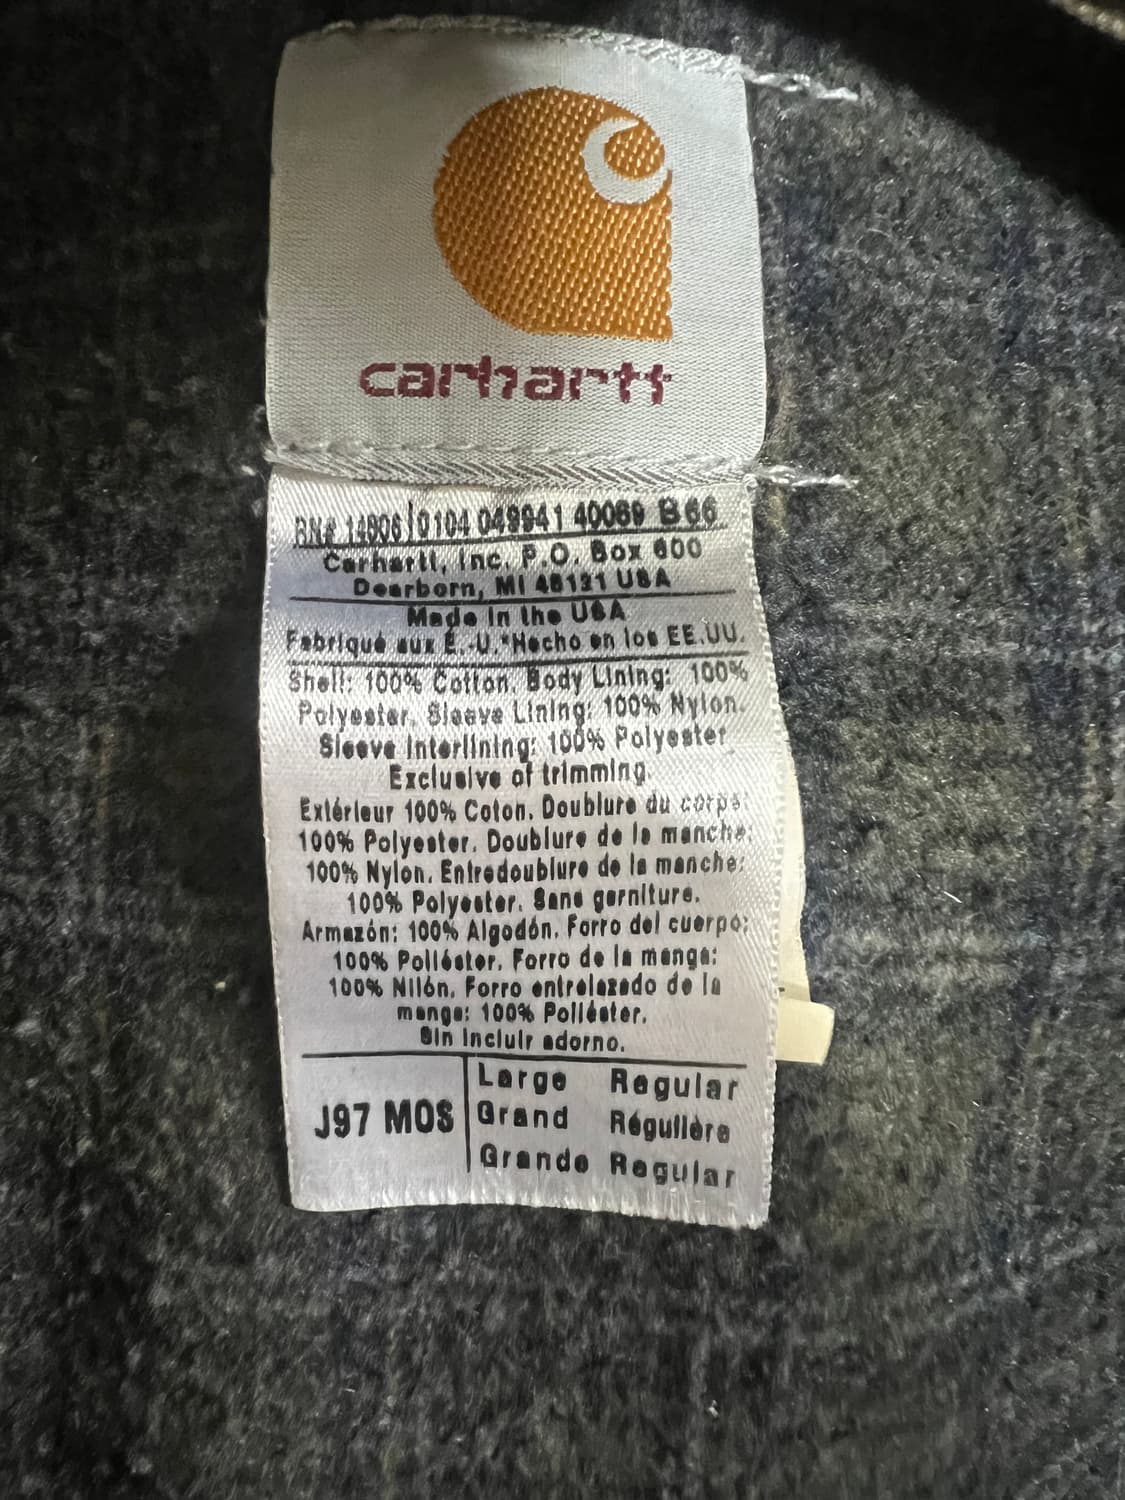 carhartt
RN# 14806 0104 049941 40069 B66
Carhartt, Inc. P.O. Box 600
Dearborn, MI 48121 USA
Made in the USA
Fabriqué aux É.-U.*Hecho en los EE.UU.
Shell: 100% Cotton. Body Lining: 100%
Polyester. Sleeve Lining: 100% Nylon.
Sleeve Interlining: 100% Polyester
Exclusive of trimming.
Extérieur 100% Coton. Doublure du corps:
100% Polyester. Doublure de la manche:
100% Nylon. Entredoublure de la manche:
100% Polyester. Sans garniture.
Armazón: 100% Algodón. Forro del cuerpo:
100% Poliéster. Forro de la manga:
100% Nilón. Forro entrelazado de la
manga: 100% Poliéster.
Sin incluir adorno.
J97 MOS
Large Regular
Grand Régulière
Grande Regular